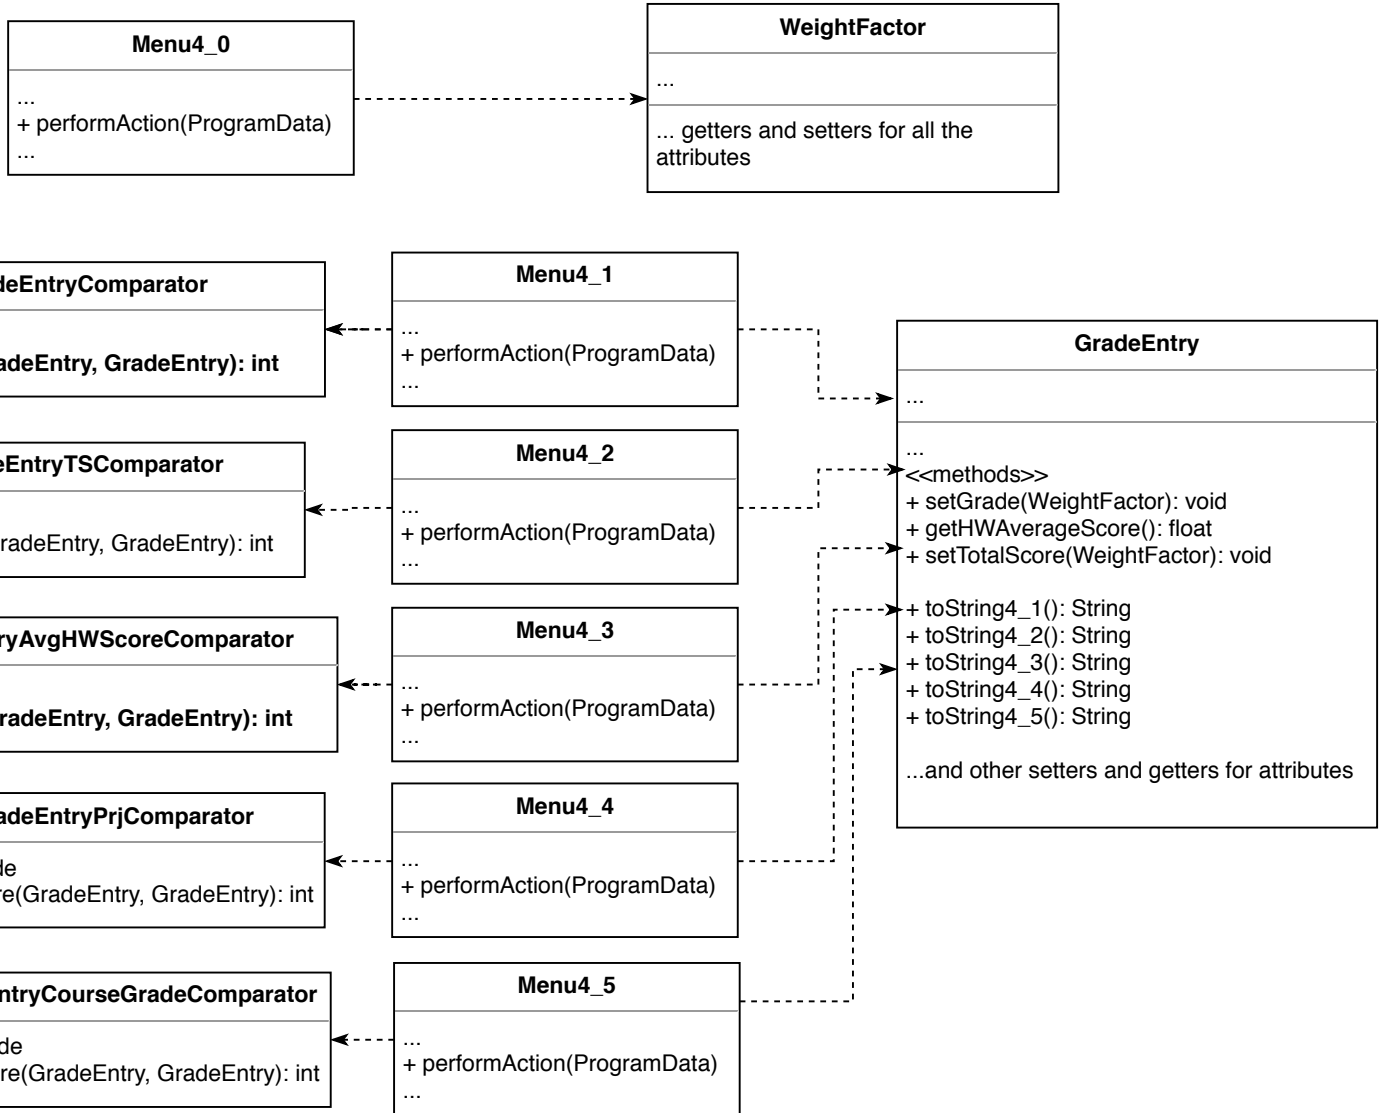 Menu4_0
...
+ performAction(ProgramData)
...
WeightFactor
...
... getters and setters for all the
attributes
deEntryComparator
adeEntry, GradeEntry): int
Menu4_1
...
+ performAction(ProgramData)
...
eEntryTSComparator
radeEntry, GradeEntry): int
Menu4_2
...
+ performAction(ProgramData)
...
ryAvgHWScoreComparator
radeEntry, GradeEntry): int
Menu4_3
...
+ performAction(ProgramData)
...
adeEntryPrjComparator
de
re(GradeEntry, GradeEntry): int
Menu4_4
...
+ performAction(ProgramData)
...
ntryCourseGradeComparator
de
re(GradeEntry, GradeEntry): int
Menu4_5
...
+ performAction(ProgramData)
...
GradeEntry
...
...
<<methods>>
+ setGrade(WeightFactor): void
+ getHWAverageScore(): float
+ setTotalScore(WeightFactor): void
+ toString4_1(): String
+ toString4_2(): String
+ toString4_3(): String
+ toString4_4(): String
+ toString4_5(): String
...and other setters and getters for attributes